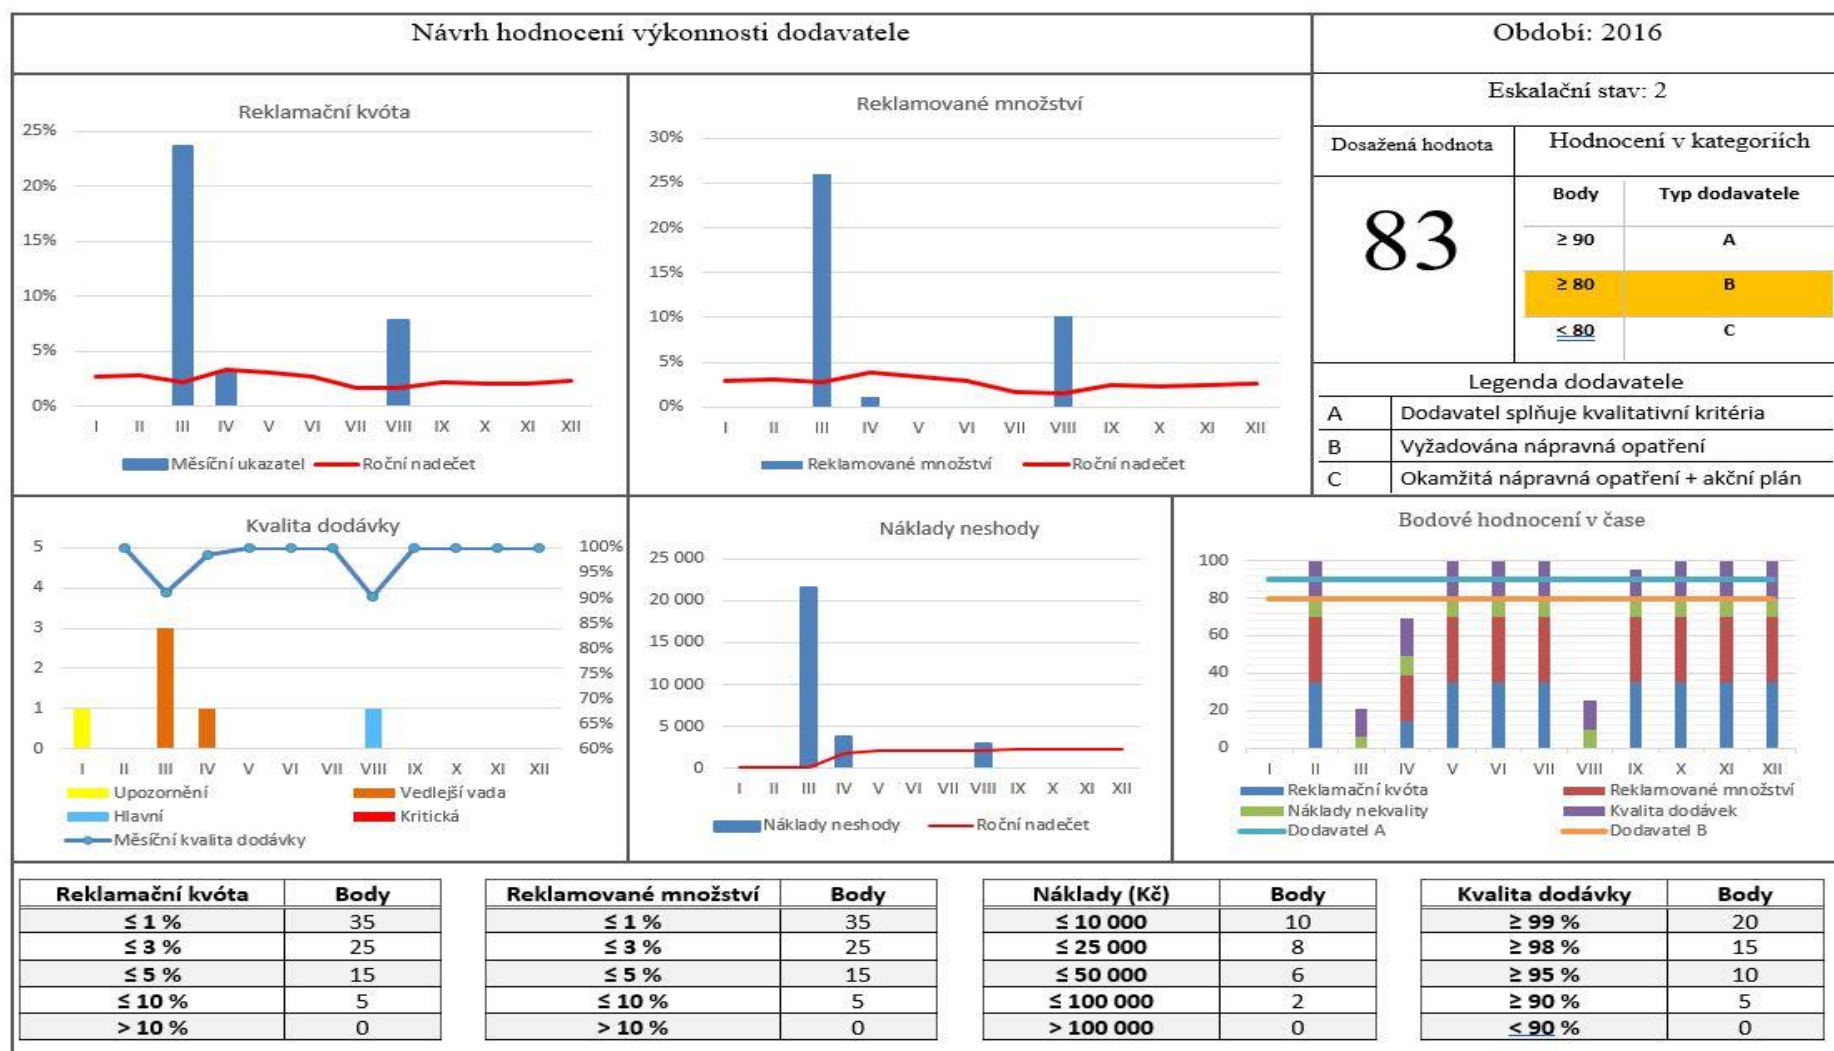 Návrh hodnocení výkonnosti dodavatele
Období: 2016
Eskalační stav: 2
Dosažená hodnota
Hodnocení v kategoriích
83
Body Typ dodavatele
≥ 90 A
≥ 80 B
< 80 C
Legenda dodavatele
A Dodavatel splňuje kvalitativní kritéria
B Vyžadována nápravná opatření
C Okamžitá nápravná opatření + akční plán
Reklamační kvóta
25%
20%
15%
10%
5%
0%
I II III IV V VI VII VIII IX X XI XII
Měsíční ukazatel Roční nadečet
Reklamované množství
30%
25%
20%
15%
10%
5%
0%
I II III IV V VI VII VIII IX X XI XII
Reklamované množství Roční nadečet
Kvalita dodávky
5 100%
95%
4 90%
85%
3 80%
2 75%
70%
1 65%
0 60%
I II III IV V VI VII VIII IX X XI XII
Upozornění Vedlejší vada
Hlavní Kritická
Měsíční kvalita dodávky
Náklady neshody
25 000
20 000
15 000
10 000
5 000
0
I II III IV V VI VII VIII IX X XI XII
Náklady neshody Roční nadečet
Bodové hodnocení v čase
100
80
60
40
20
0
I II III IV V VI VII VIII IX X XI XII
Reklamační kvóta Reklamované množství
Náklady nekvality Kvalita dodávek
Dodavatel A Dodavatel B
Reklamační kvóta Body
≤ 1 % 35
≤ 3 % 25
≤ 5 % 15
≤ 10 % 5
> 10 % 0
Reklamované množství Body
≤ 1 % 35
≤ 3 % 25
≤ 5 % 15
≤ 10 % 5
> 10 % 0
Náklady (Kč) Body
≤ 10 000 10
≤ 25 000 8
≤ 50 000 6
≤ 100 000 2
> 100 000 0
Kvalita dodávky Body
≥ 99 % 20
≥ 98 % 15
≥ 95 % 10
≥ 90 % 5
< 90 % 0